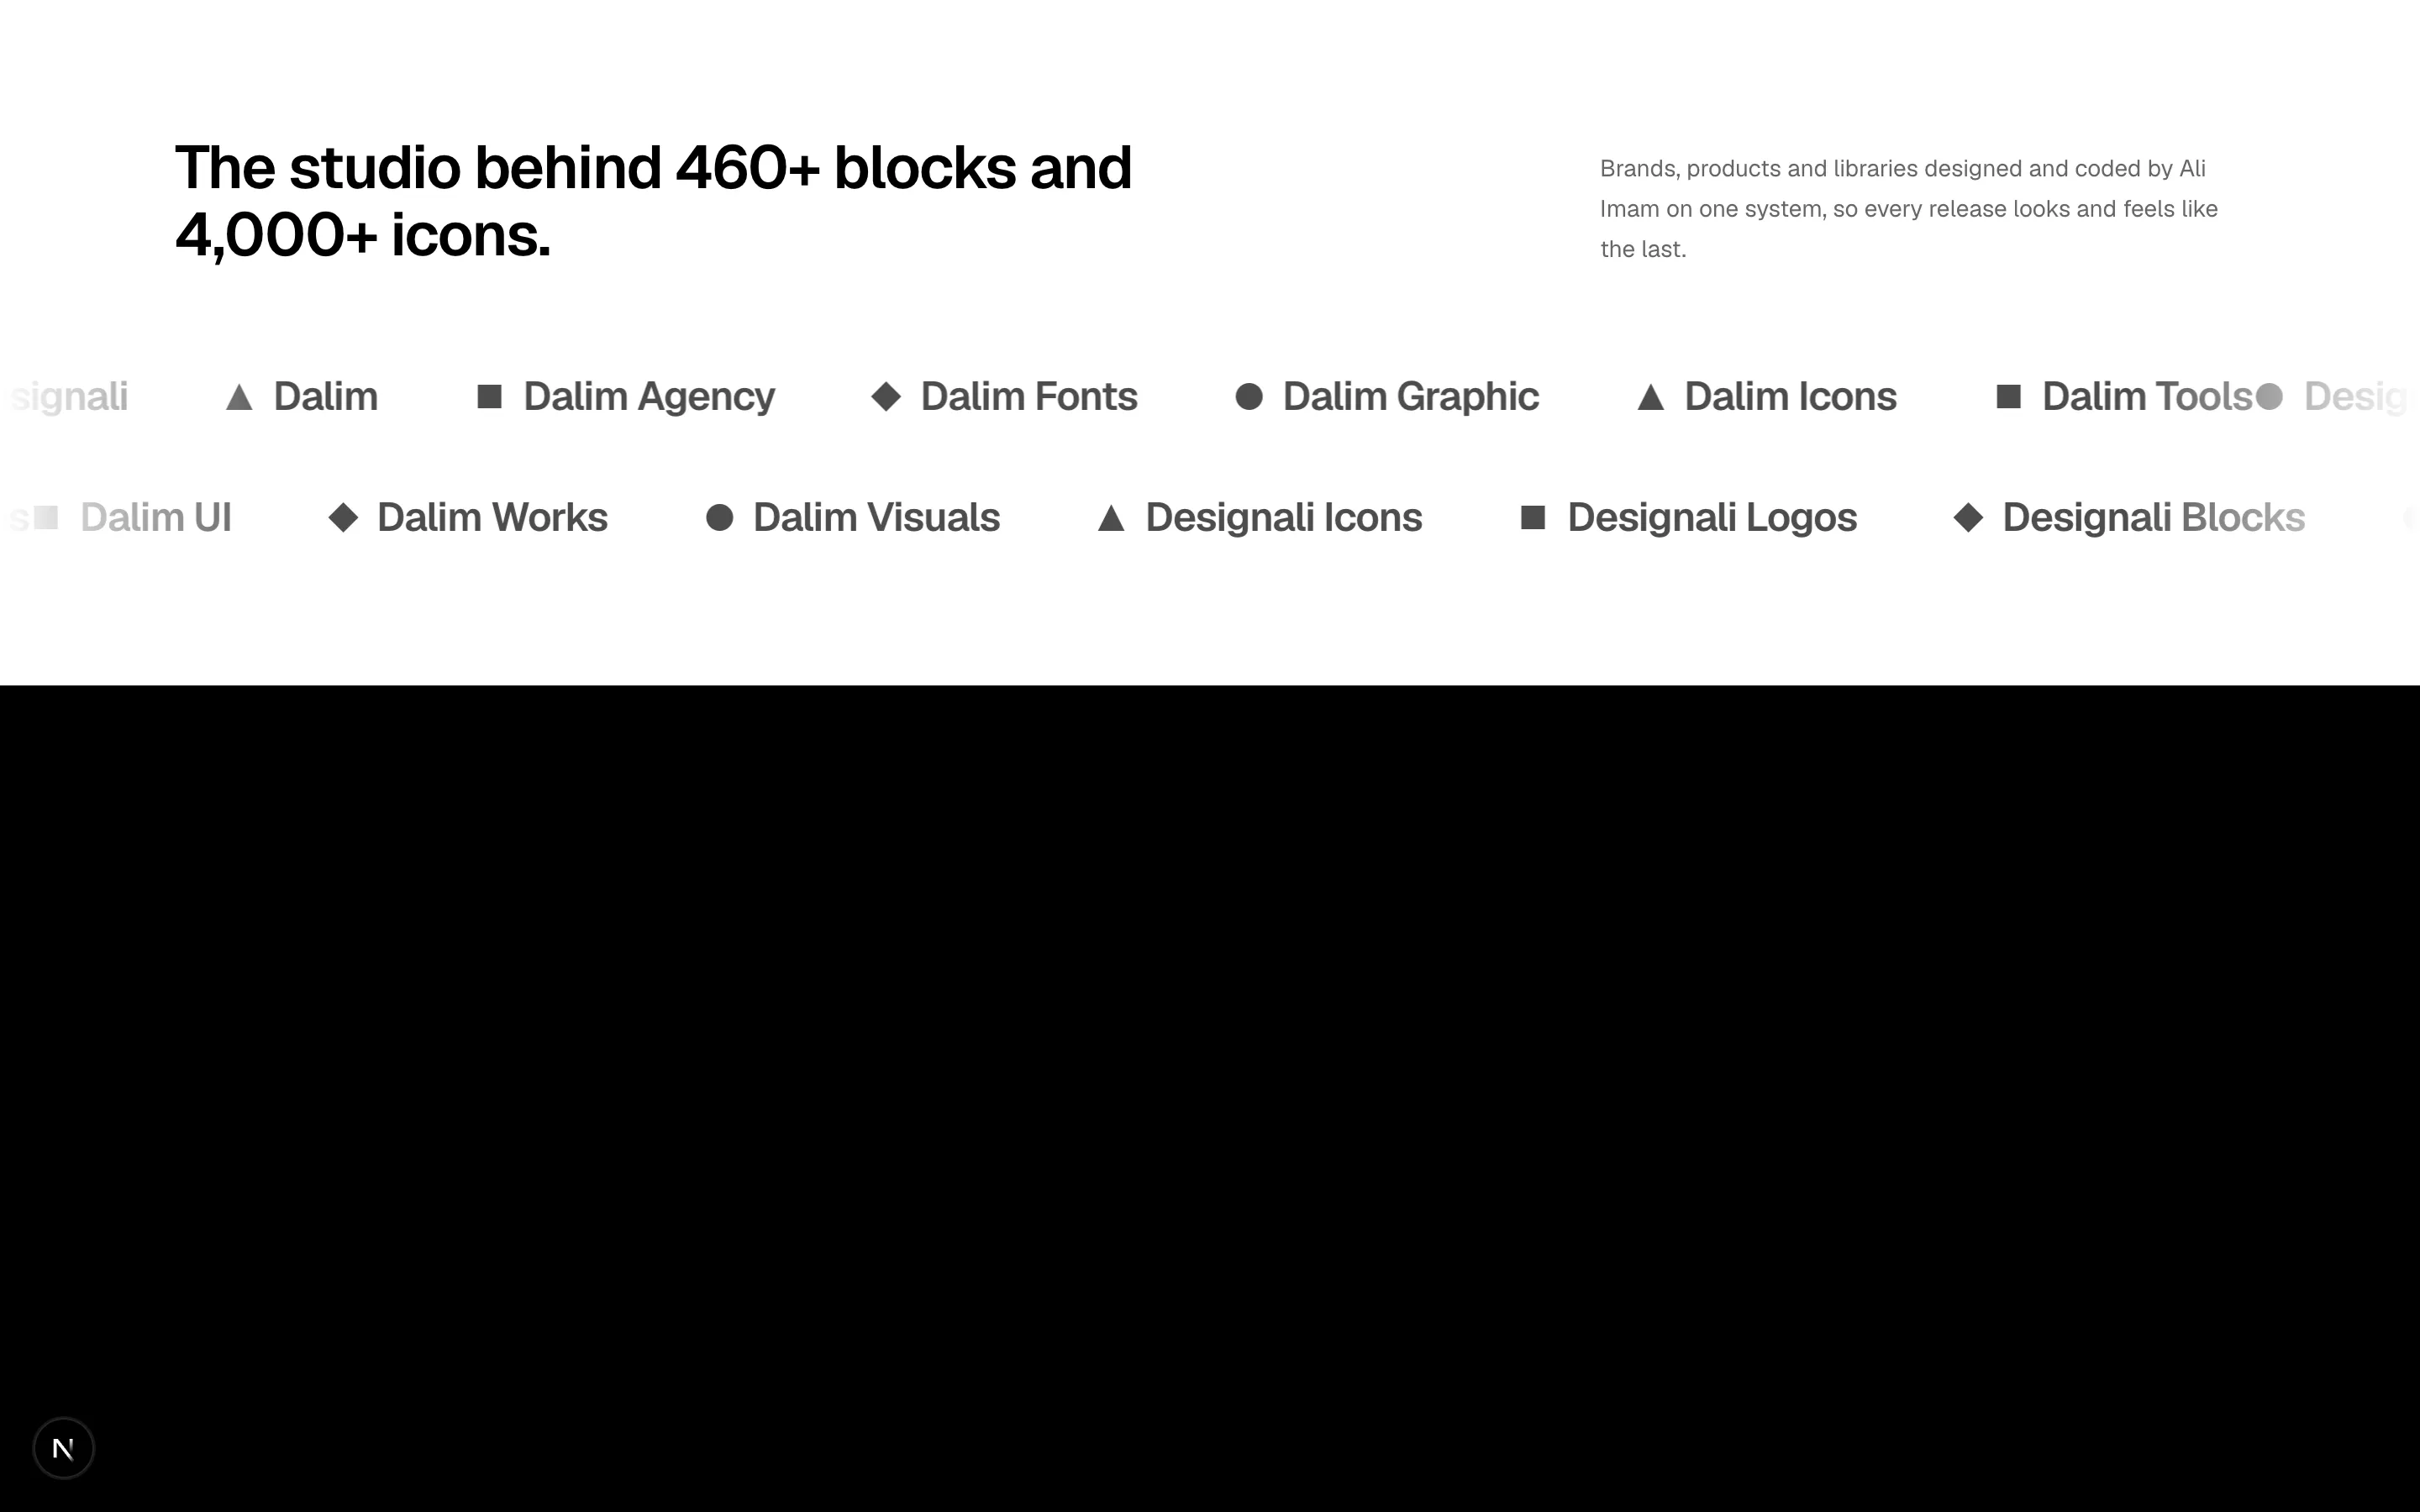 The studio behind 460+ blocks and
4,000+ icons.
Brands, products and libraries designed and coded by Ali
Imam on one system, so every release looks and feels like
the last.
signali Dalim Dalim Agency Dalim Fonts Dalim Graphic Dalim Icons Dalim Tools Desig
s Dalim UI Dalim Works Dalim Visuals Designali Icons Designali Logos Designali Blocks
N